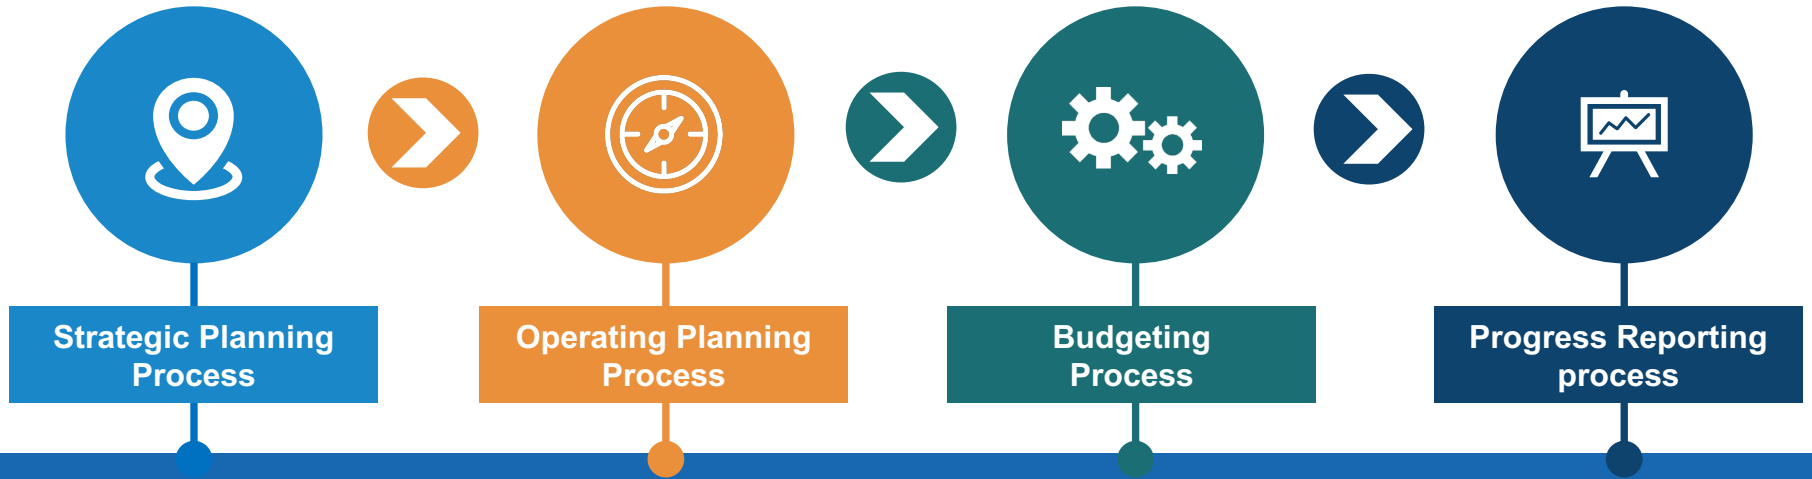 Strategic Planning
Process
Operating Planning
Process
Budgeting
Process
Progress Reporting
process